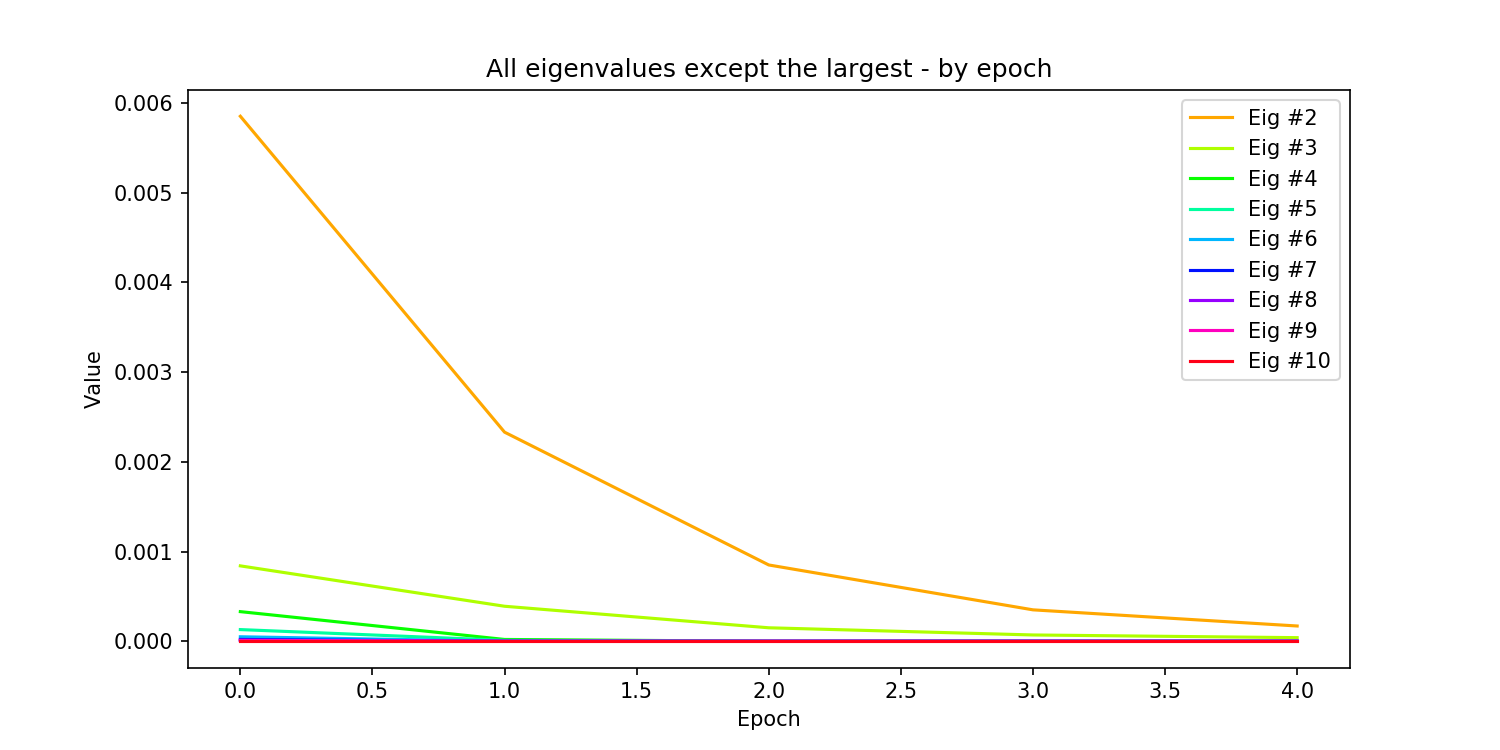 All eigenvalues except the largest - by epoch
0.006
0.005
0.004
0.003
0.002
0.001
0.000
Value
Eig #2
Eig #3
Eig #4
Eig #5
Eig #6
Eig #7
Eig #8
Eig #9
Eig #10
0.0 0.5 1.0 1.5 2.0 2.5 3.0 3.5 4.0
Epoch